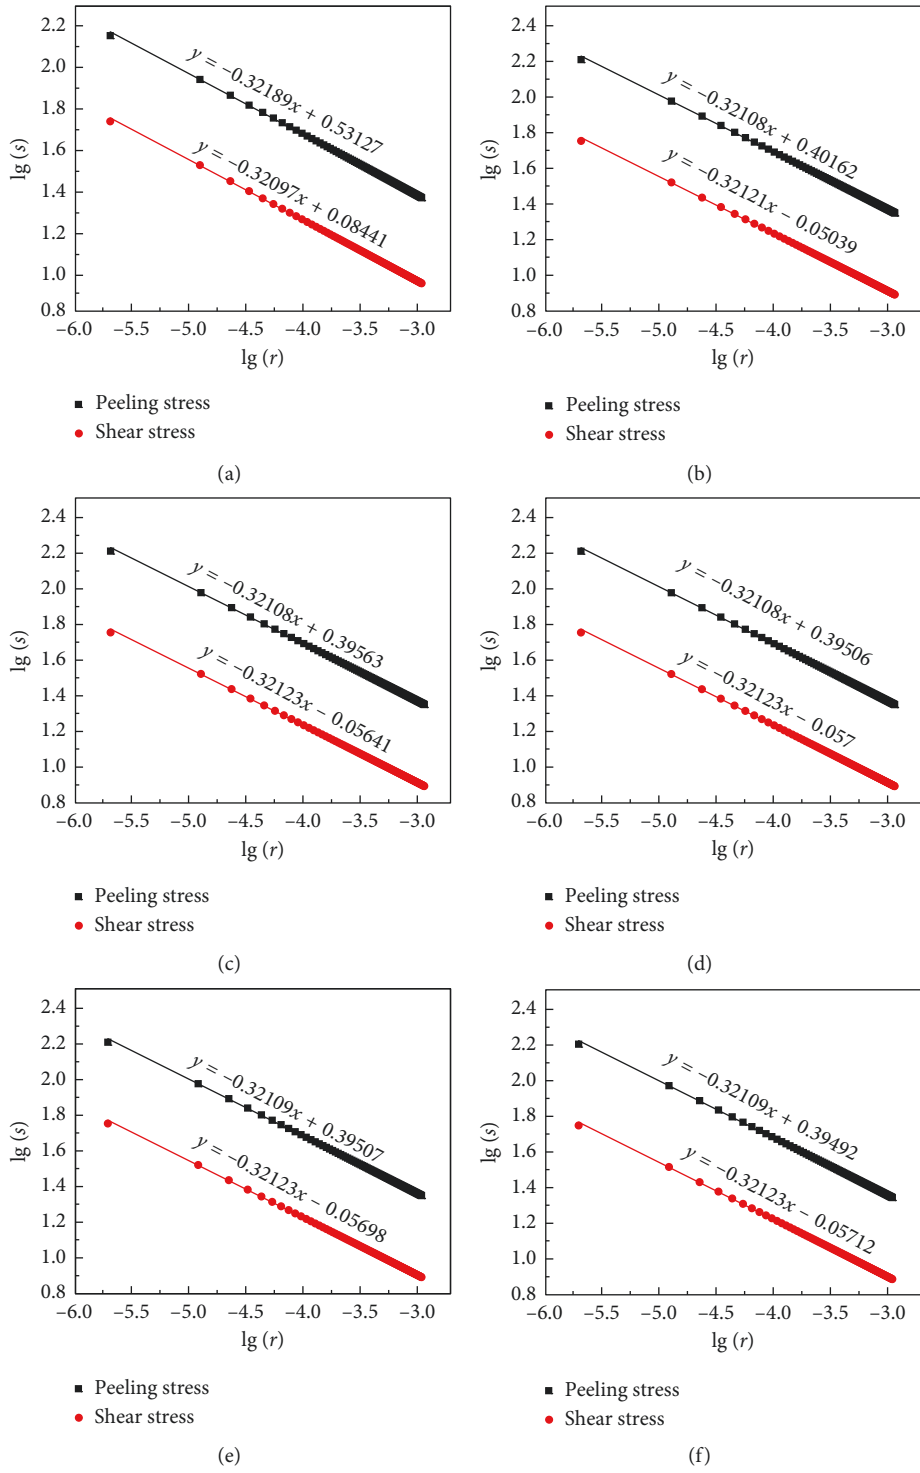 2.2
2.0
1.8
1.6
1.4
1.2
1.0
0.8
lg (s)
y = –0.32189x + 0.53127
y = –0.32097x + 0.08441
–6.0 –5.5 –5.0 –4.5 –4.0 –3.5 –3.0
lg (r)
Peeling stress
Shear stress
(a)
2.4
2.2
2.0
1.8
1.6
1.4
1.2
1.0
0.8
lg (s)
y = –0.32108x + 0.40162
y = –0.32121x – 0.05039
–6.0 –5.5 –5.0 –4.5 –4.0 –3.5 –3.0
lg (r)
Peeling stress
Shear stress
(b)
2.4
2.2
2.0
1.8
1.6
1.4
1.2
1.0
0.8
lg (s)
y = –0.32108x + 0.39563
y = –0.32123x – 0.05641
–6.0 –5.5 –5.0 –4.5 –4.0 –3.5 –3.0
lg (r)
Peeling stress
Shear stress
(c)
2.4
2.2
2.0
1.8
1.6
1.4
1.2
1.0
0.8
lg (s)
y = –0.32108x + 0.39506
y = –0.32123x – 0.057
–6.0 –5.5 –5.0 –4.5 –4.0 –3.5 –3.0
lg (r)
Peeling stress
Shear stress
(d)
2.4
2.2
2.0
1.8
1.6
1.4
1.2
1.0
0.8
lg (s)
y = –0.32109x + 0.39507
y = –0.32123x – 0.05698
–6.0 –5.5 –5.0 –4.5 –4.0 –3.5 –3.0
lg (r)
Peeling stress
Shear stress
(e)
2.4
2.2
2.0
1.8
1.6
1.4
1.2
1.0
0.8
lg (s)
y = –0.32109x + 0.39492
y = –0.32123x – 0.05712
–6.0 –5.5 –5.0 –4.5 –4.0 –3.5 –3.0
lg (r)
Peeling stress
Shear stress
(f)